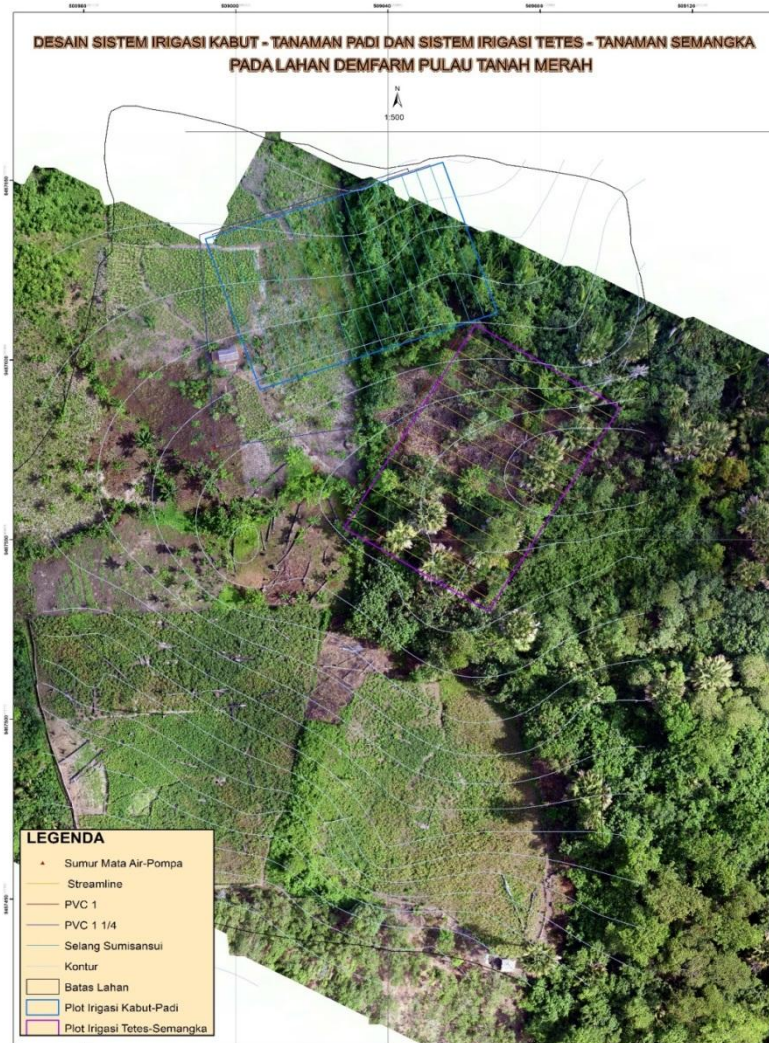 DESAIN SISTEM IRIGASI KABUT - TANAMAN PADI DAN SISTEM IRIGASI TETES - TANAMAN SEMANGKA
PADA LAHAN DEMFARM PULAU TANAH MERAH
N
1:500
LEGENDA
Sumur Mata Air-Pompa
Streamline
PVC 1
PVC 1 1/4
Selang Sumisansui
Kontur
Batas Lahan
Plot Irigasi Kabut-Padi
Plot Irigasi Tetes-Semangka